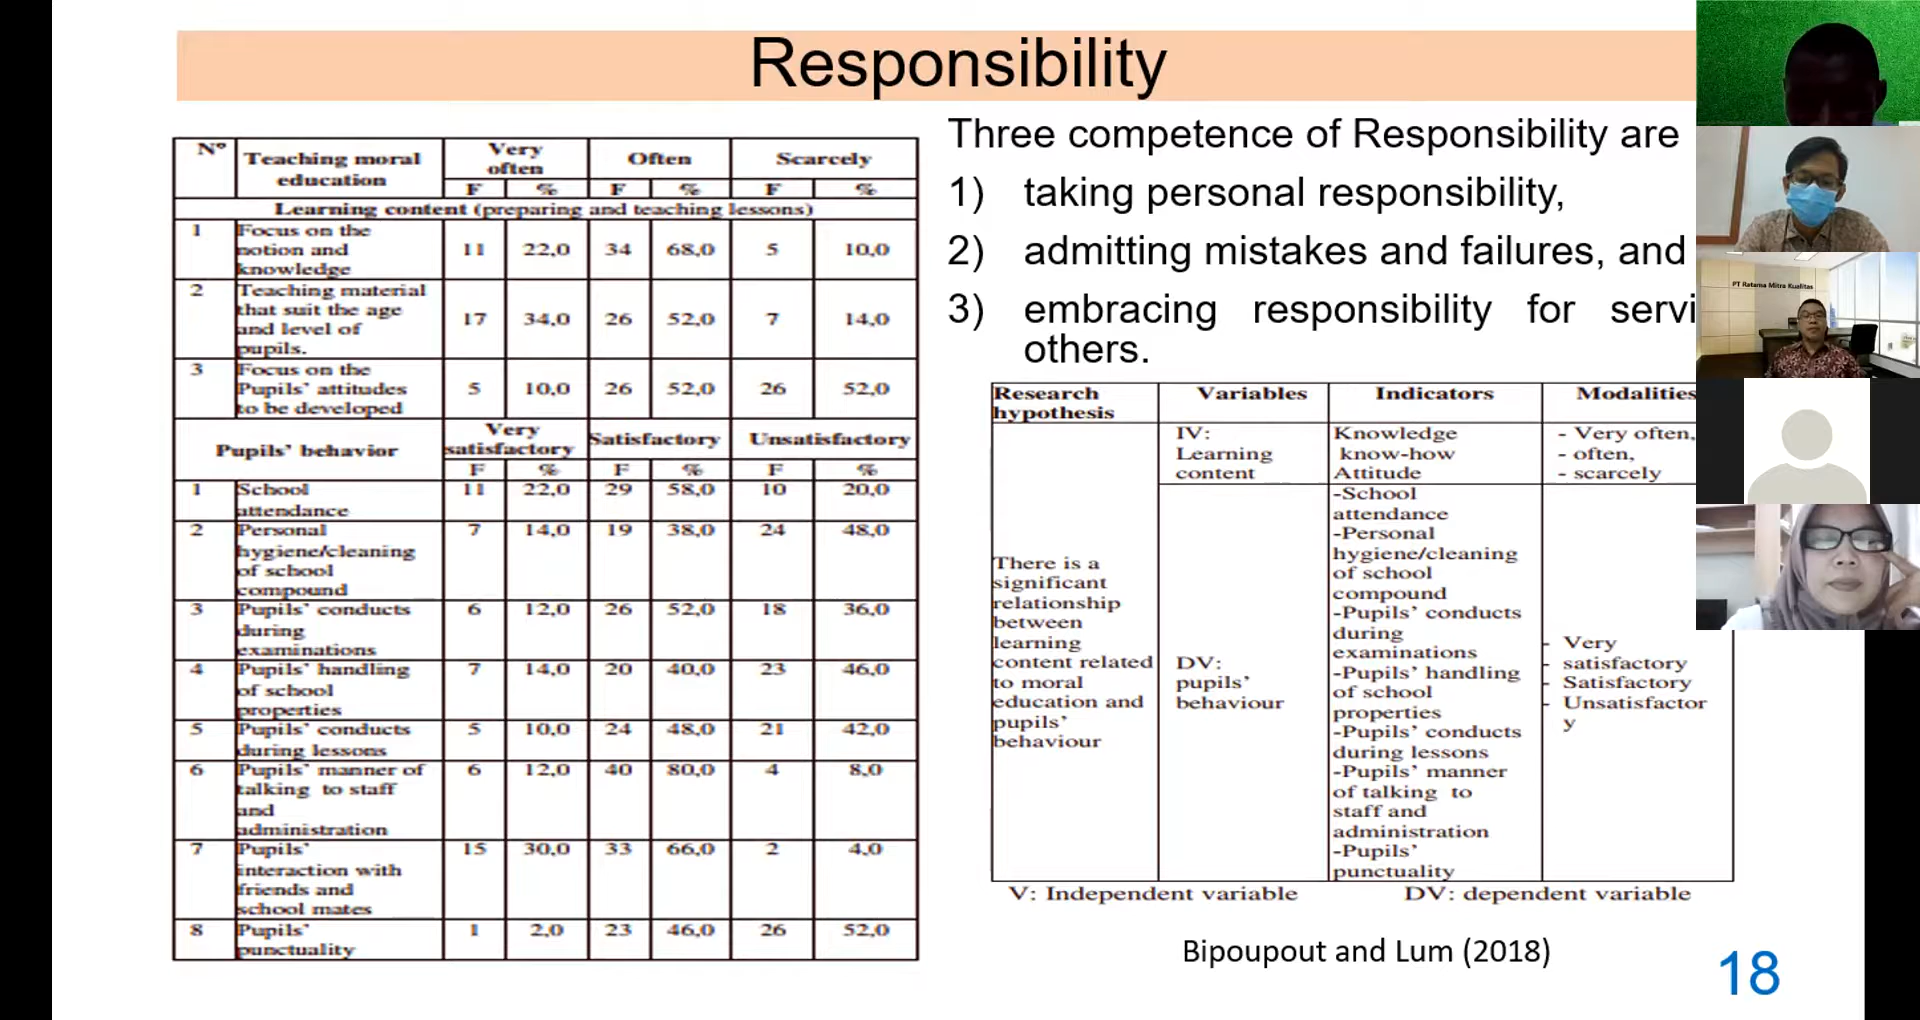 Responsibility
Three competence of Responsibility are
1) taking personal responsibility,
2) admitting mistakes and failures, and
3) embracing responsibility for servi
others.
Nº Teaching moral education Very often Often Scarcely
F % F % F %
Learning content (preparing and teaching lessons)
1 Focus on the notion and knowledge 11 22,0 34 68,0 5 10,0
2 Teaching material that suit the age and level of pupils. 17 34,0 26 52,0 7 14,0
3 Focus on the Pupils' attitudes to be developed 5 10,0 26 52,0 26 52,0
Pupils' behavior Very satisfactory Satisfactory Unsatisfactory
F % F % F %
1 School attendance 11 22,0 29 58,0 10 20,0
2 Personal hygiene/cleaning of school compound 7 14,0 19 38,0 24 48,0
3 Pupils' conducts during examinations 6 12,0 26 52,0 18 36,0
4 Pupils' handling of school properties 7 14,0 20 40,0 23 46,0
5 Pupils' conducts during lessons 5 10,0 24 48,0 21 42,0
6 Pupils' manner of talking to staff and administration 6 12,0 40 80,0 4 8,0
7 Pupils' interaction with friends and school mates 15 30,0 33 66,0 2 4,0
8 Pupils' punctuality 1 2,0 23 46,0 26 52,0
Research hypothesis Variables Indicators Modalities
There is a
significant
relationship
between
learning
content related
to moral
education and
pupils'
behaviour
IV:
Learning
content
Knowledge
know-how
Attitude
- Very often,
- often,
- scarcely
DV:
pupils'
behaviour
-School
attendance
-Personal
hygiene/cleaning
of school
compound
-Pupils' conducts
during
examinations
-Pupils' handling
of school
properties
-Pupils' conducts
during lessons
-Pupils' manner
of talking to
staff and
administration
-Pupils'
punctuality
- Very
- satisfactory
- Satisfactory
- Unsatisfactor
y
V: Independent variable DV: dependent variable
Bipoupout and Lum (2018)
18
PT Ratama Mitra Kualitas